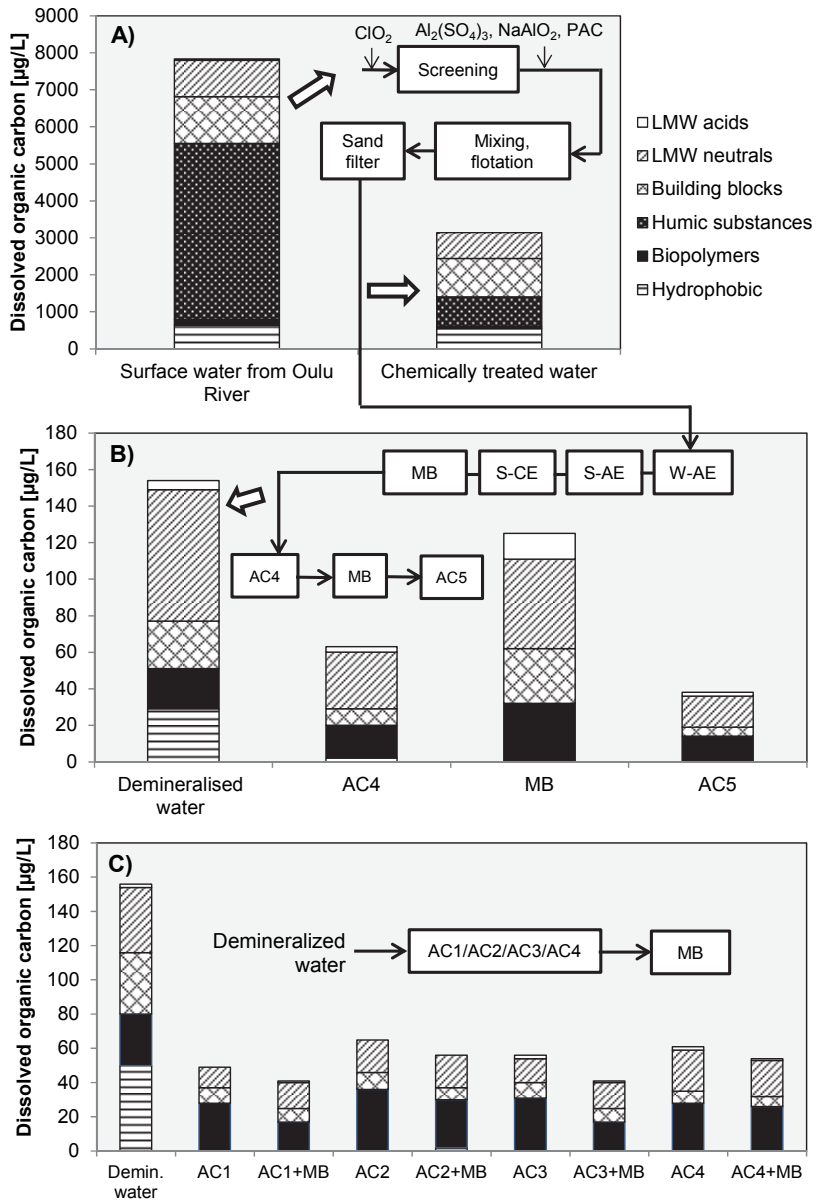 9000
8000
7000
6000
5000
4000
3000
2000
1000
0
Dissolved organic carbon [µg/L]
A)
ClO₂
Al₂(SO₄)₃, NaAlO₂, PAC
Screening
Sand
filter
Mixing,
flotation
LMW acids
LMW neutrals
Building blocks
Humic substances
Biopolymers
Hydrophobic
Surface water from Oulu
River
Chemically treated water
180
160
140
120
100
80
60
40
20
0
Dissolved organic carbon [µg/L]
B)
MB
S-CE
S-AE
W-AE
AC4
MB
AC5
Demineralised
water
AC4
MB
AC5
180
160
140
120
100
80
60
40
20
0
Dissolved organic carbon [µg/L]
C)
Demineralized
water
AC1/AC2/AC3/AC4
MB
Demin.
water
AC1
AC1+MB
AC2
AC2+MB
AC3
AC3+MB
AC4
AC4+MB